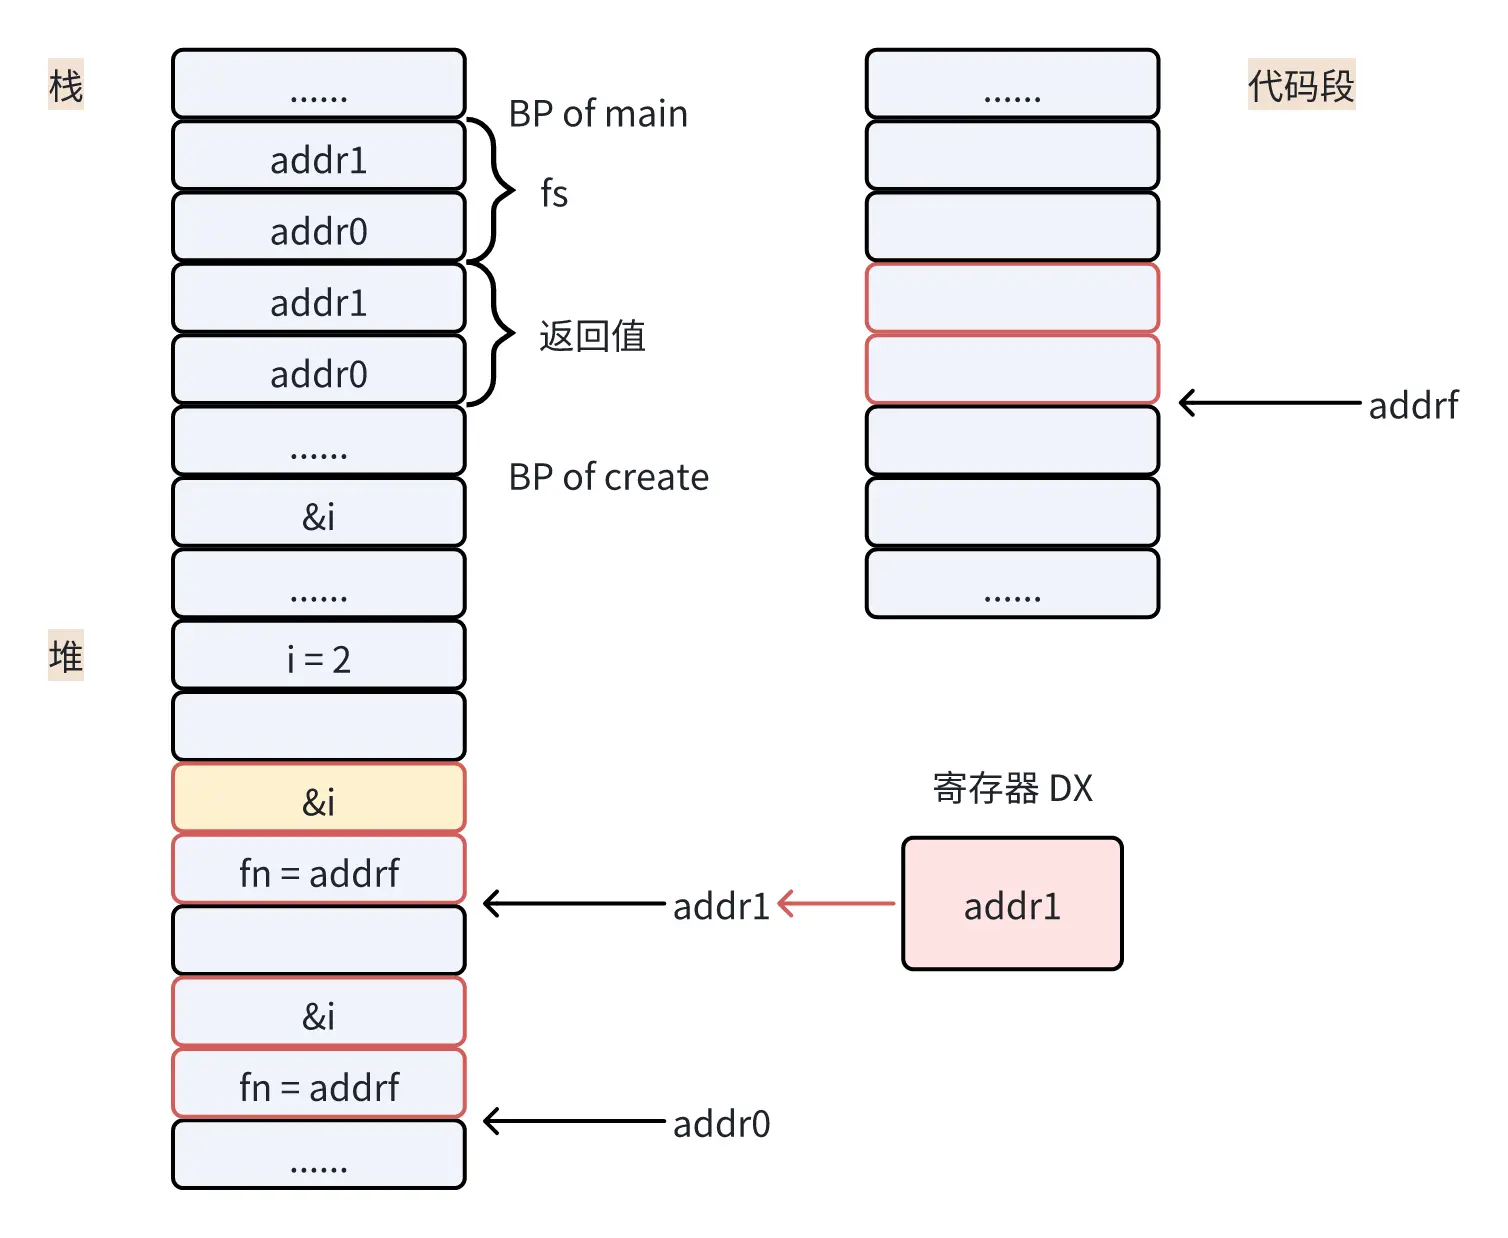 栈
......
BP of main
addr1
fs
addr0
addr1
返回值
addr0
......
BP of create
&i
......
堆
i = 2
&i
fn = addrf
addr1
&i
fn = addrf
addr0
......
代码段
......
addrf
......
寄存器 DX
addr1